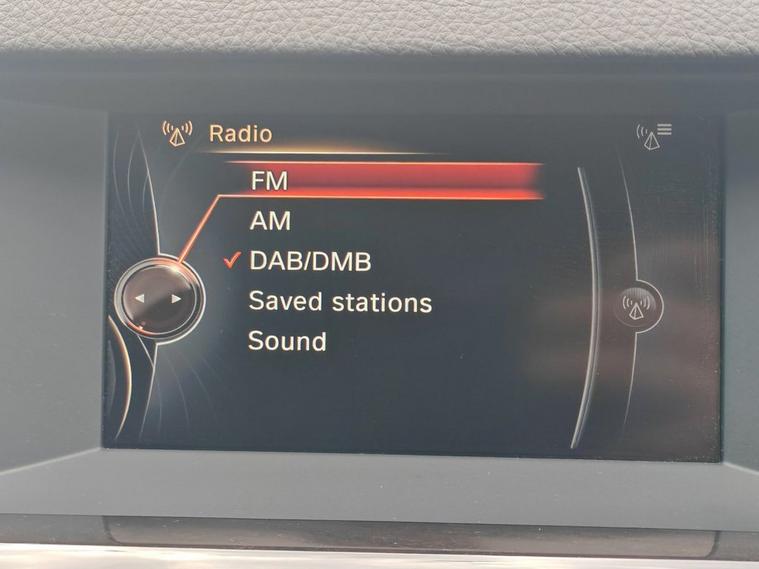 Radio
FM
AM
DAB/DMB
Saved stations
Sound